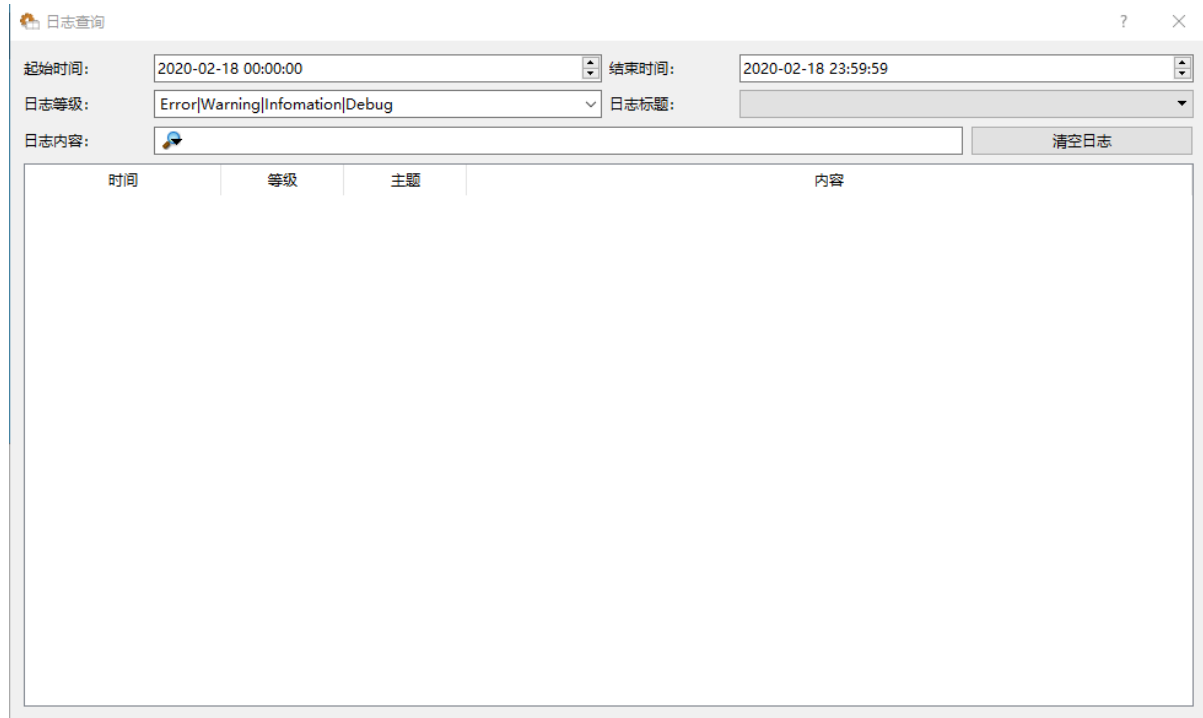 日志查询
起始时间: 2020-02-18 00:00:00 结束时间: 2020-02-18 23:59:59
日志等级: Error|Warning|Infomation|Debug 日志标题:
日志内容: 清空日志
时间 等级 主题 内容